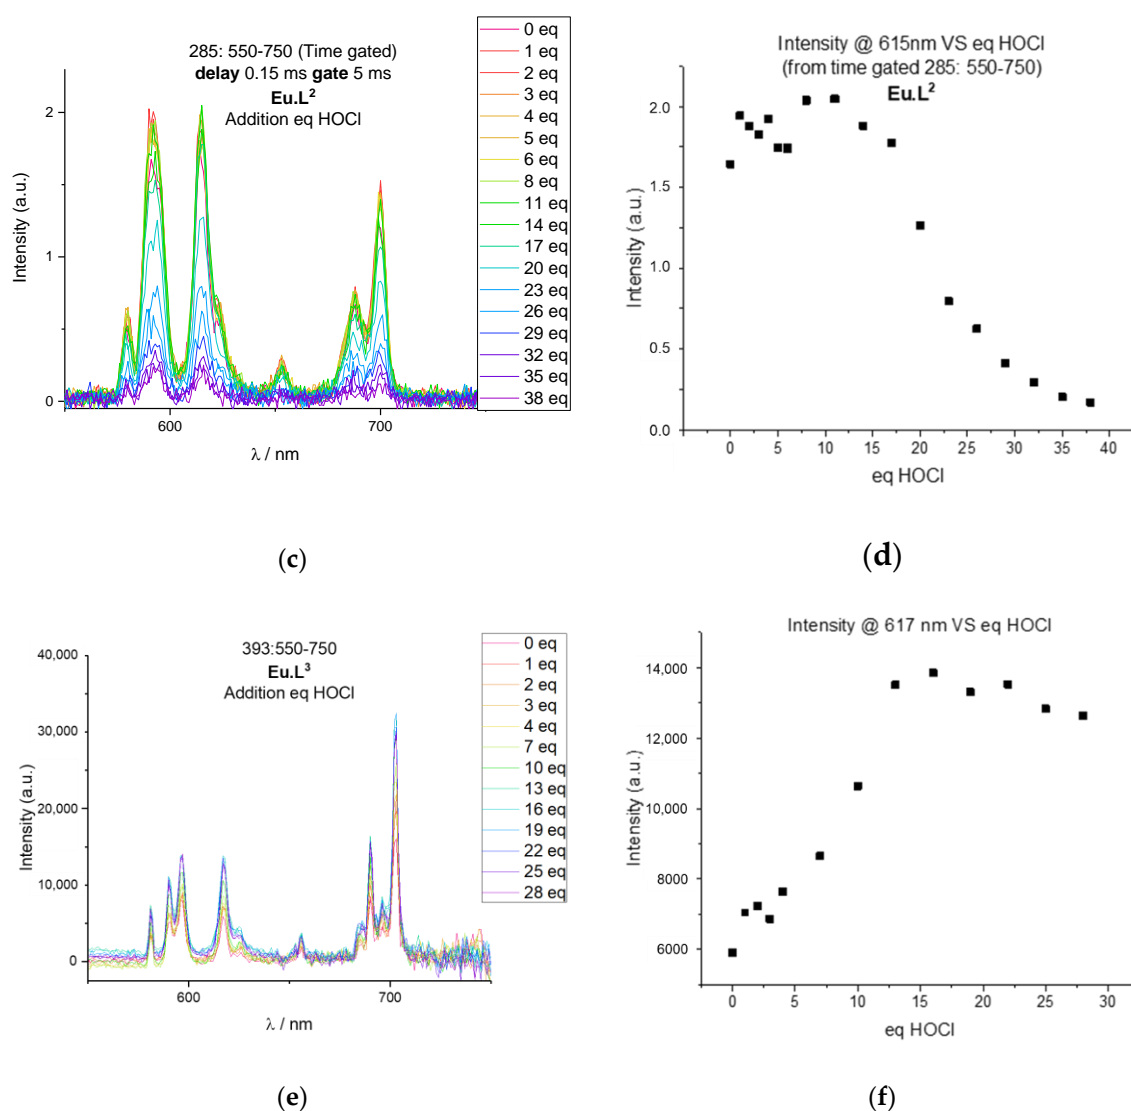 285: 550-750 (Time gated)
delay 0.15 ms gate 5 ms
Eu.L²
Addition eq HOCl
Intensity (a.u.)
2
1
0
600
700
λ / nm
0 eq
1 eq
2 eq
3 eq
4 eq
5 eq
6 eq
8 eq
11 eq
14 eq
17 eq
20 eq
23 eq
26 eq
29 eq
32 eq
35 eq
38 eq
(c)
Intensity @ 615nm VS eq HOCl
(from time gated 285: 550-750)
Eu.L²
Intensity (a.u.)
2.0
1.5
1.0
0.5
0.0
0
5
10
15
20
25
30
35
40
eq HOCl
(d)
393:550-750
Eu.L³
Addition eq HOCl
Intensity (a.u.)
40,000
30,000
20,000
10,000
0
600
700
λ / nm
0 eq
1 eq
2 eq
3 eq
4 eq
7 eq
10 eq
13 eq
16 eq
19 eq
22 eq
25 eq
28 eq
(e)
Intensity @ 617 nm VS eq HOCl
Intensity (a.u.)
14,000
12,000
10,000
8000
6000
0
5
10
15
20
25
30
eq HOCl
(f)